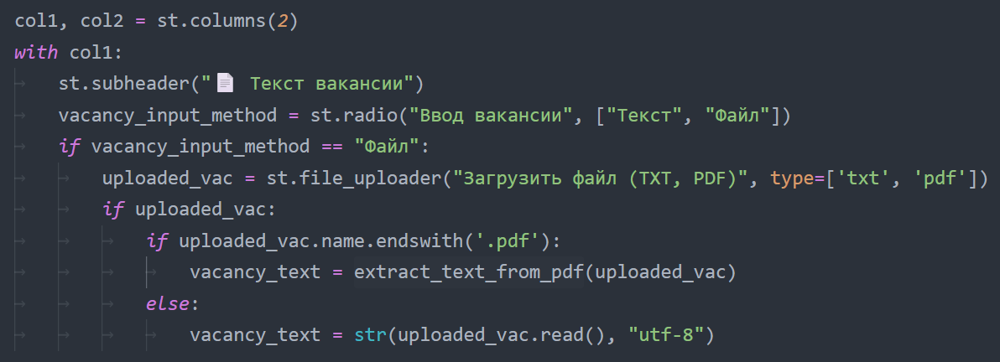 col1, col2 = st.columns(2)
with col1:
    st.subheader("📄 Текст вакансии")
    vacancy_input_method = st.radio("Ввод вакансии", ["Текст", "Файл"])
    if vacancy_input_method == "Файл":
        uploaded_vac = st.file_uploader("Загрузить файл (TXT, PDF)", type=['txt', 'pdf'])
        if uploaded_vac:
            if uploaded_vac.name.endswith('.pdf'):
                vacancy_text = extract_text_from_pdf(uploaded_vac)
            else:
                vacancy_text = str(uploaded_vac.read(), "utf-8")